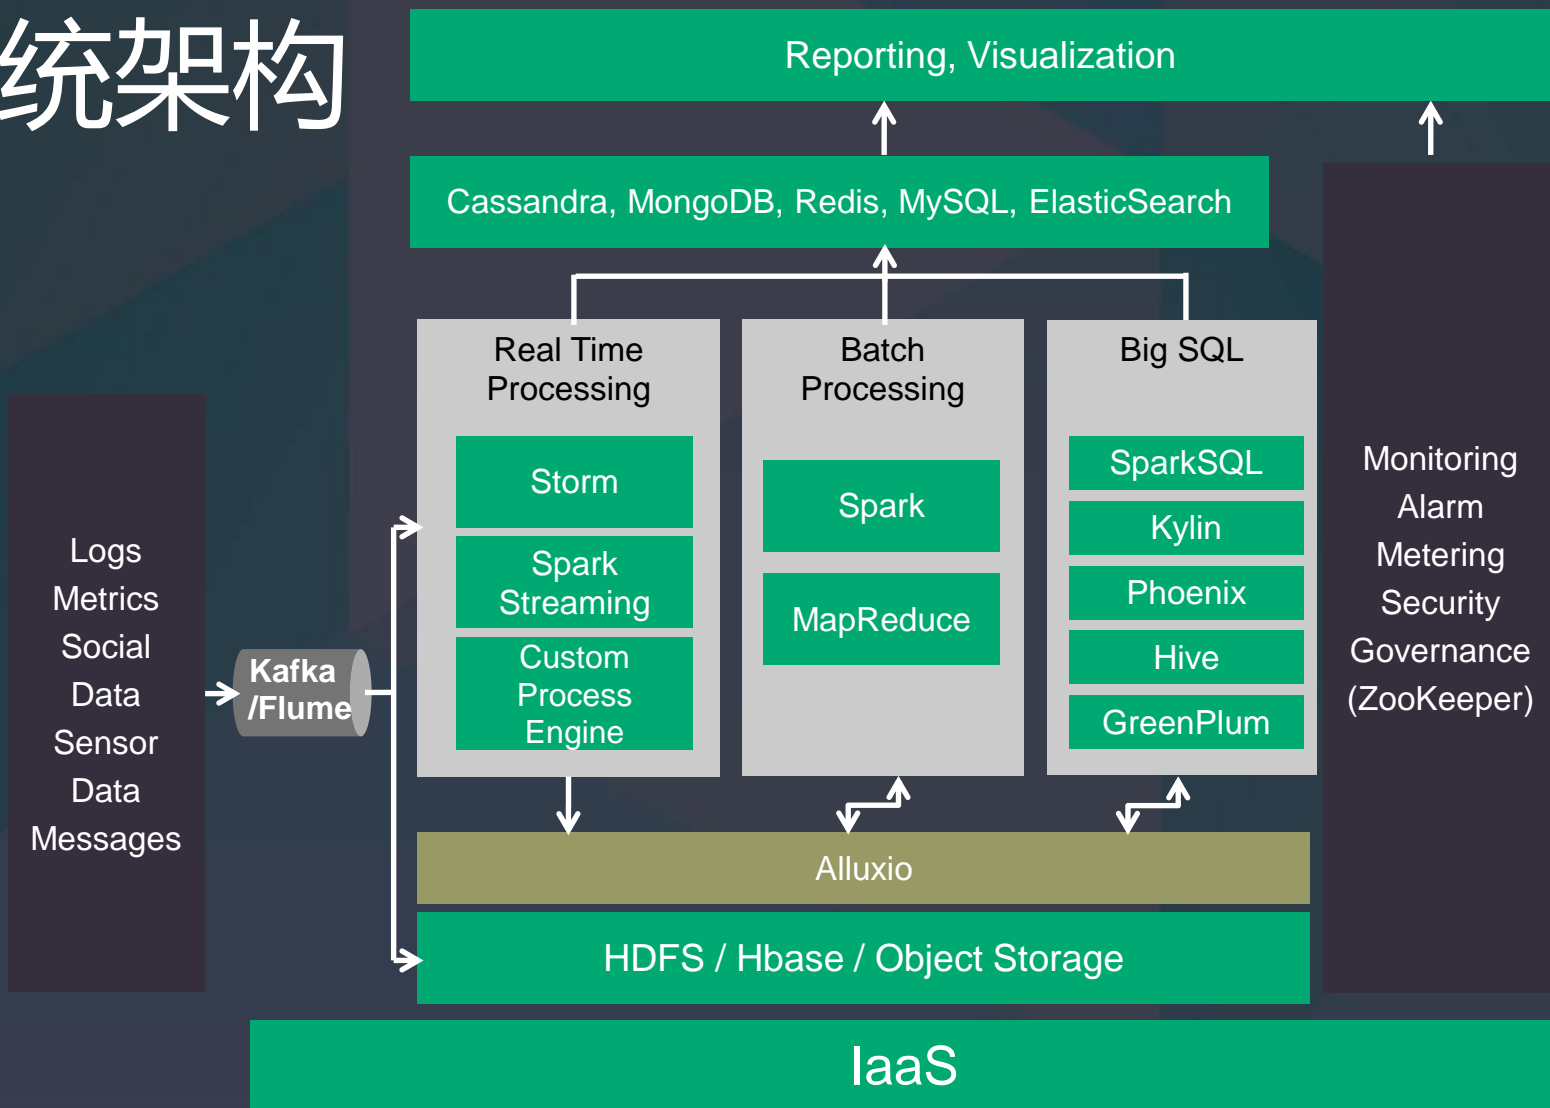 统架构
Reporting, Visualization
Cassandra, MongoDB, Redis, MySQL, ElasticSearch
Real Time
Processing
Storm
Spark
Streaming
Custom
Process
Engine
Batch
Processing
Spark
MapReduce
Big SQL
SparkSQL
Kylin
Phoenix
Hive
GreenPlum
Logs
Metrics
Social
Data
Sensor
Data
Messages
Kafka
/Flume
Monitoring
Alarm
Metering
Security
Governance
(ZooKeeper)
Alluxio
HDFS / Hbase / Object Storage
IaaS